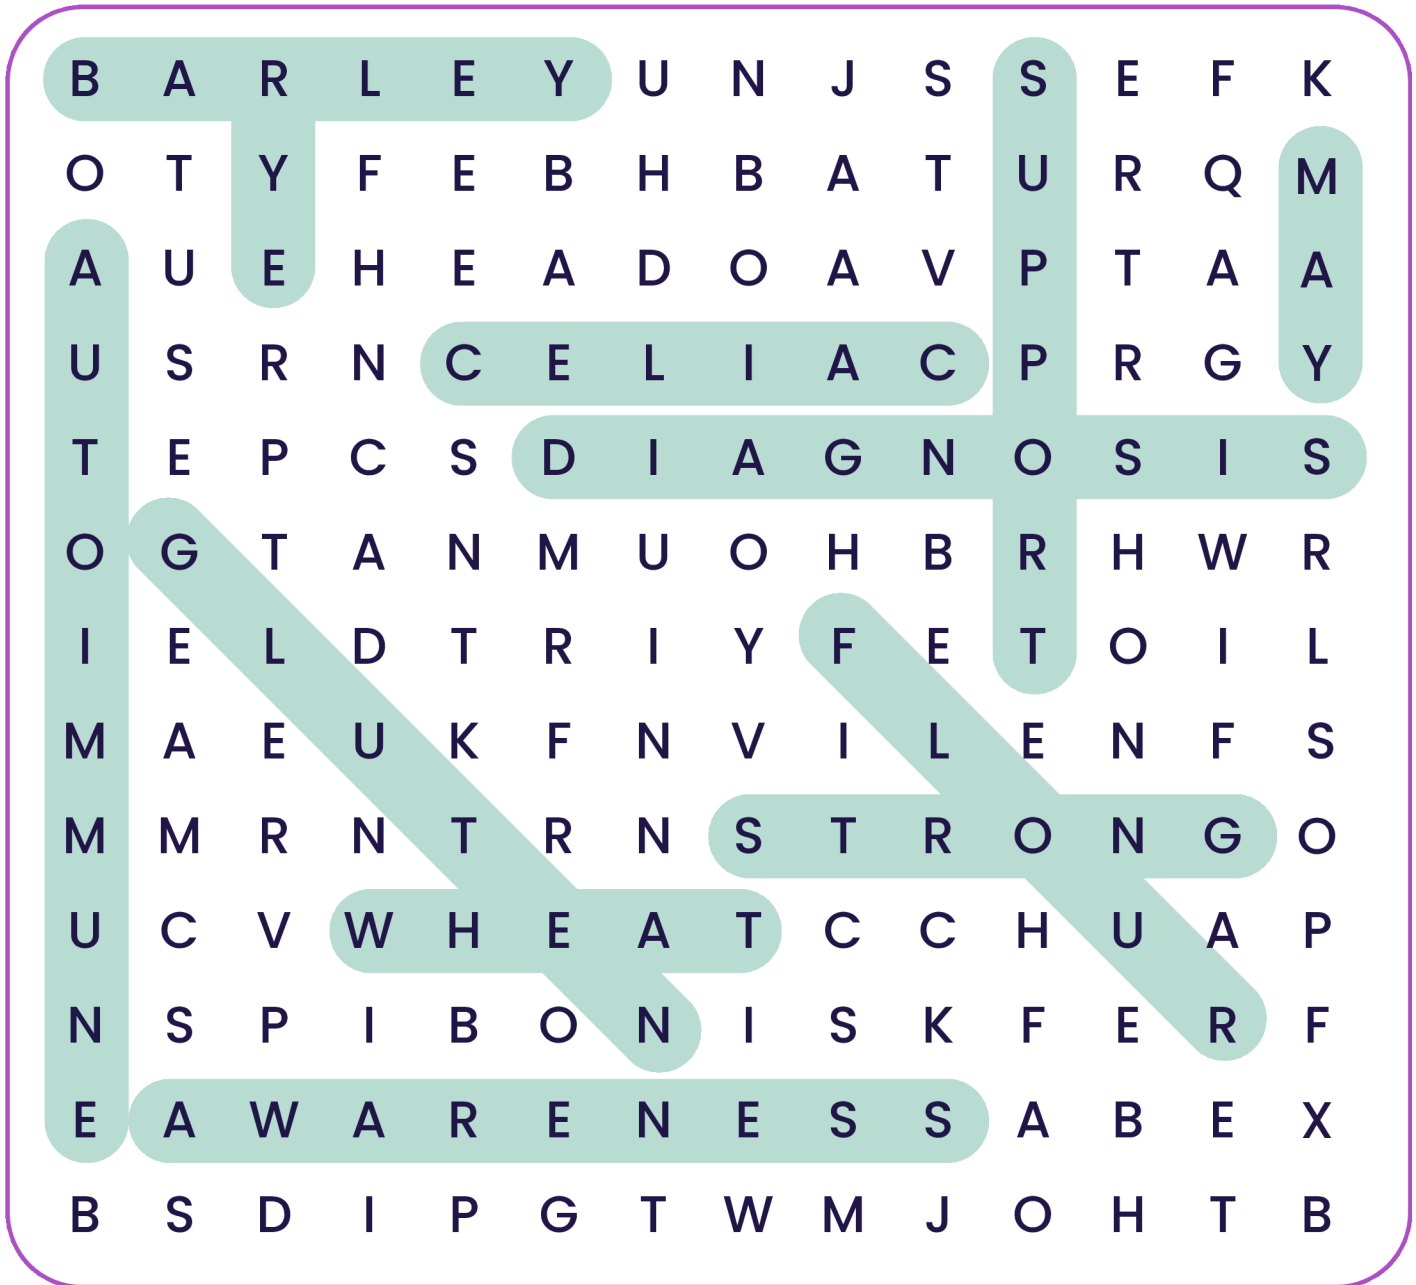 B A R L E Y U N J S S E F K
O T Y F E B H B A T U R Q M
A U E H E A D O A V P T A A
U S R N C E L I A C P R G Y
T E P C S D I A G N O S I S
O G T A N M U O H B R H W R
I E L D T R I Y F E T O I L
M A E U K F N V I L E N F S
M M R N T R N S T R O N G O
U C V W H E A T C C H U A P
N S P I B O N I S K F E R F
E A W A R E N E S S A B E X
B S D I P G T W M J O H T B